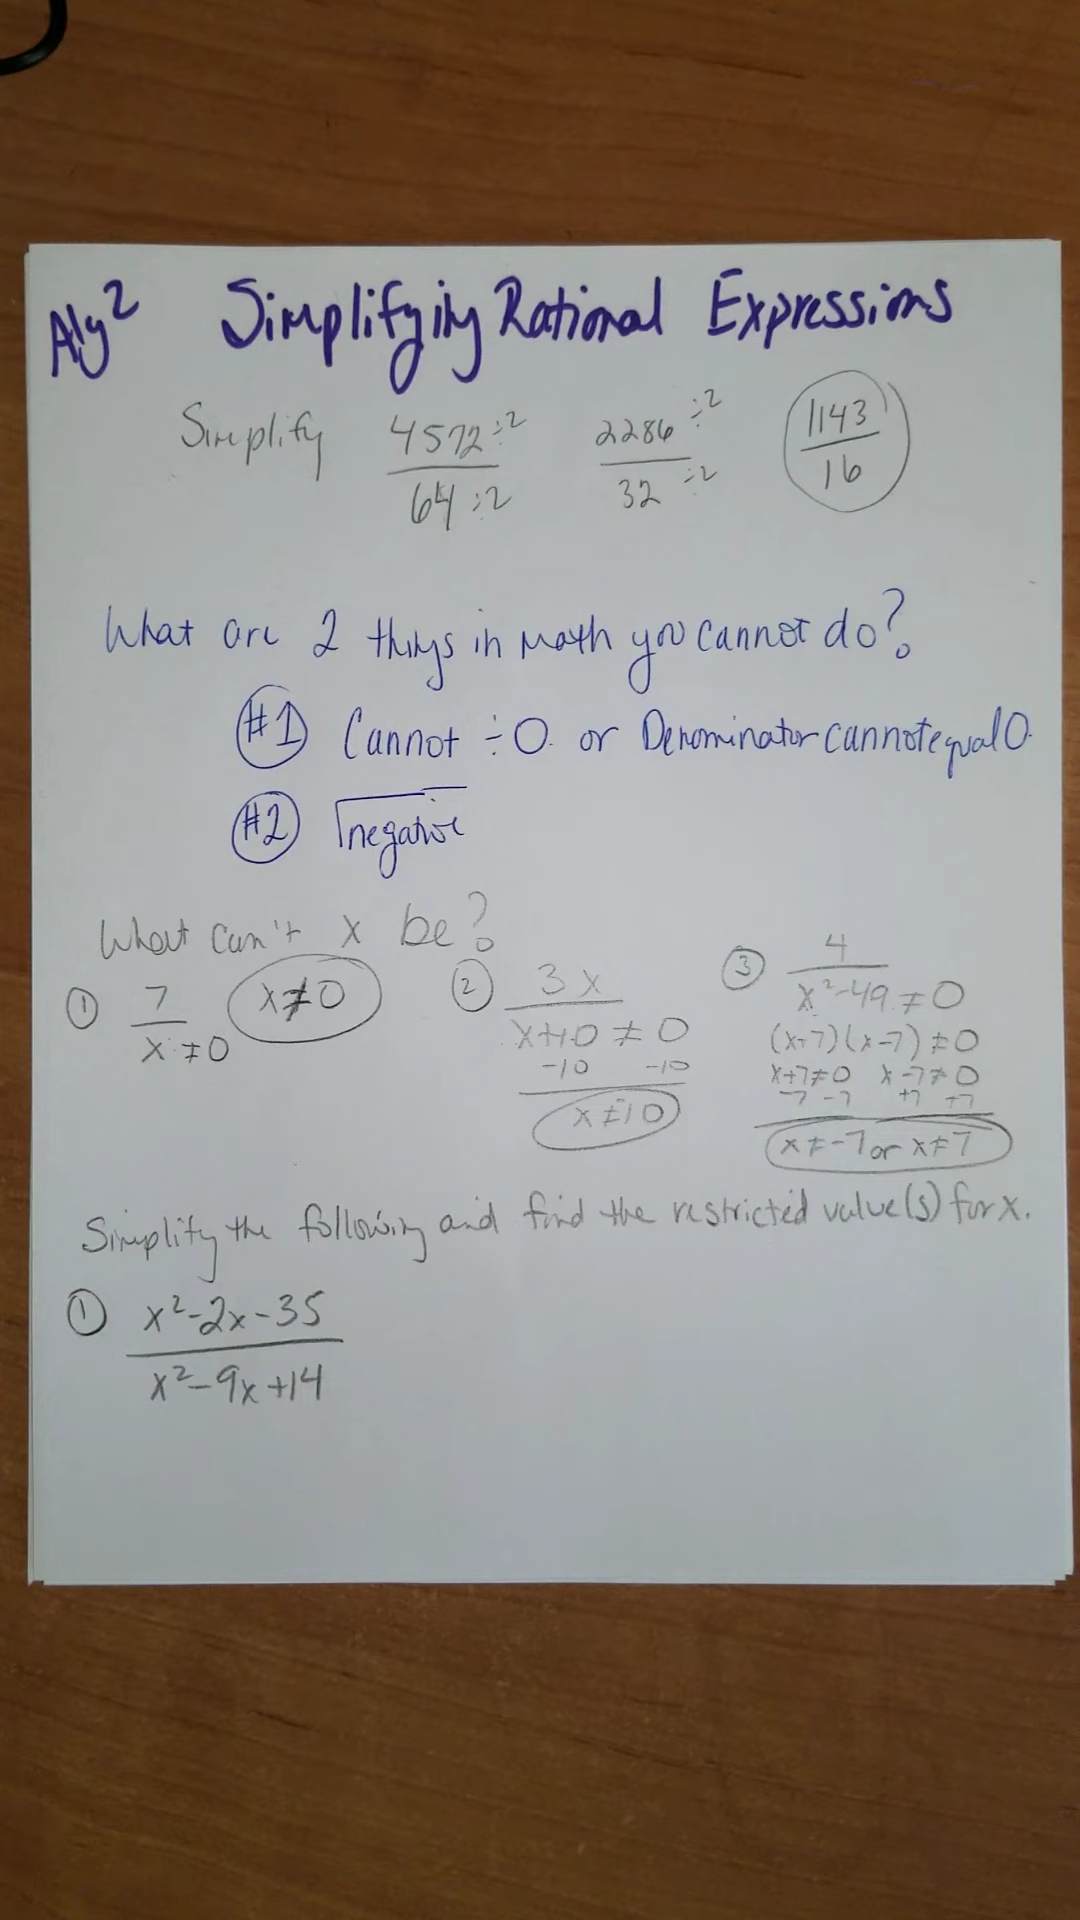 Alg 2 Simplifying Rational Expressions
Simplify 4572÷2 / 64÷2 2286÷2 / 32÷2 1143 / 16
What are 2 things in math you cannot do?
#1 Cannot ÷0. or Denominator cannot equal 0.
#2 √negative
What can't x be?
① 7 / x ≠0 x≠0
② 3x / x+10 ≠ 0
-10 -10
x≠-10
③ 4 / x²-49 ≠0
(x+7)(x-7) ≠0
x+7≠0 x-7≠0
-7 -7 +7 +7
x≠-7 or x≠7
Simplify the following and find the restricted value(s) for x.
① x²-2x-35 / x²-9x+14